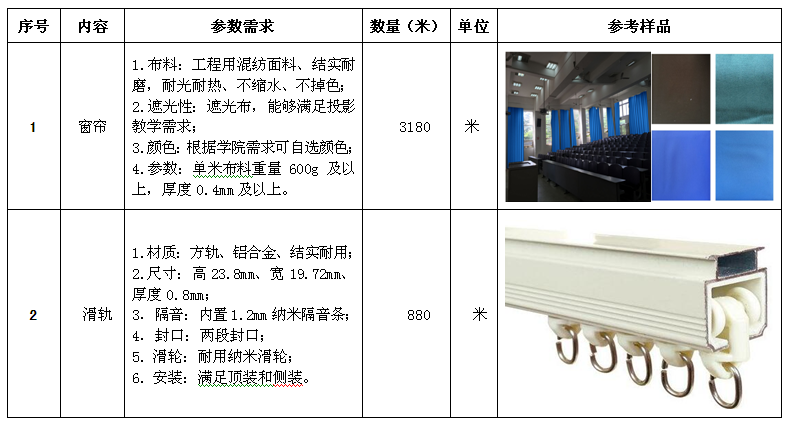 序号 内容 参数需求 数量（米） 单位 参考样品
1 窗帘
1.布料：工程用混纺面料、结实耐
磨，耐光耐热、不缩水、不掉色；
2.遮光性：遮光布，能够满足投影
教学需求；
3.颜色：根据学院需求可自选颜色；
4.参数：单米布料重量 600g 及以
上，厚度 0.4mm 及以上。
3180 米
2 滑轨
1.材质：方轨、铝合金、结实耐用；
2.尺寸：高 23.8mm、宽 19.72mm、
厚度 0.8mm；
3. 隔音：内置 1.2mm 纳米隔音条；
4. 封口：两段封口；
5. 滑轮：耐用纳米滑轮；
6. 安装：满足顶装和侧装。
880 米